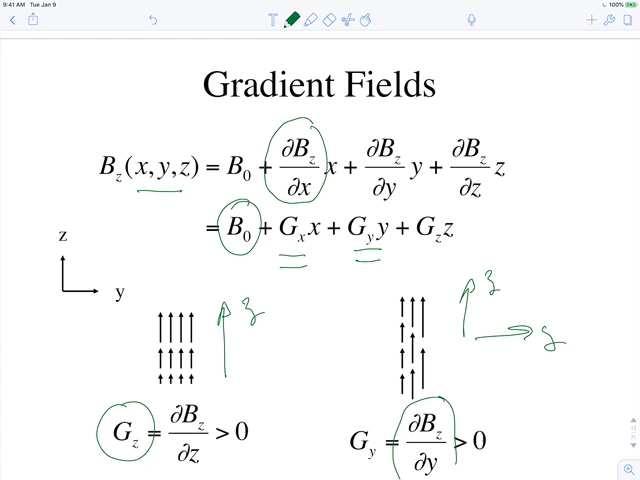 9:41 AM Tue Jan 9
100%
Gradient Fields
B_z(x, y, z) = B_0 + ∂B_z/∂x x + ∂B_z/∂y y + ∂B_z/∂z z
= B_0 + G_x x + G_y y + G_z z
z
y
z
z
y
G_z = ∂B_z/∂z > 0
G_y = ∂B_z/∂y > 0